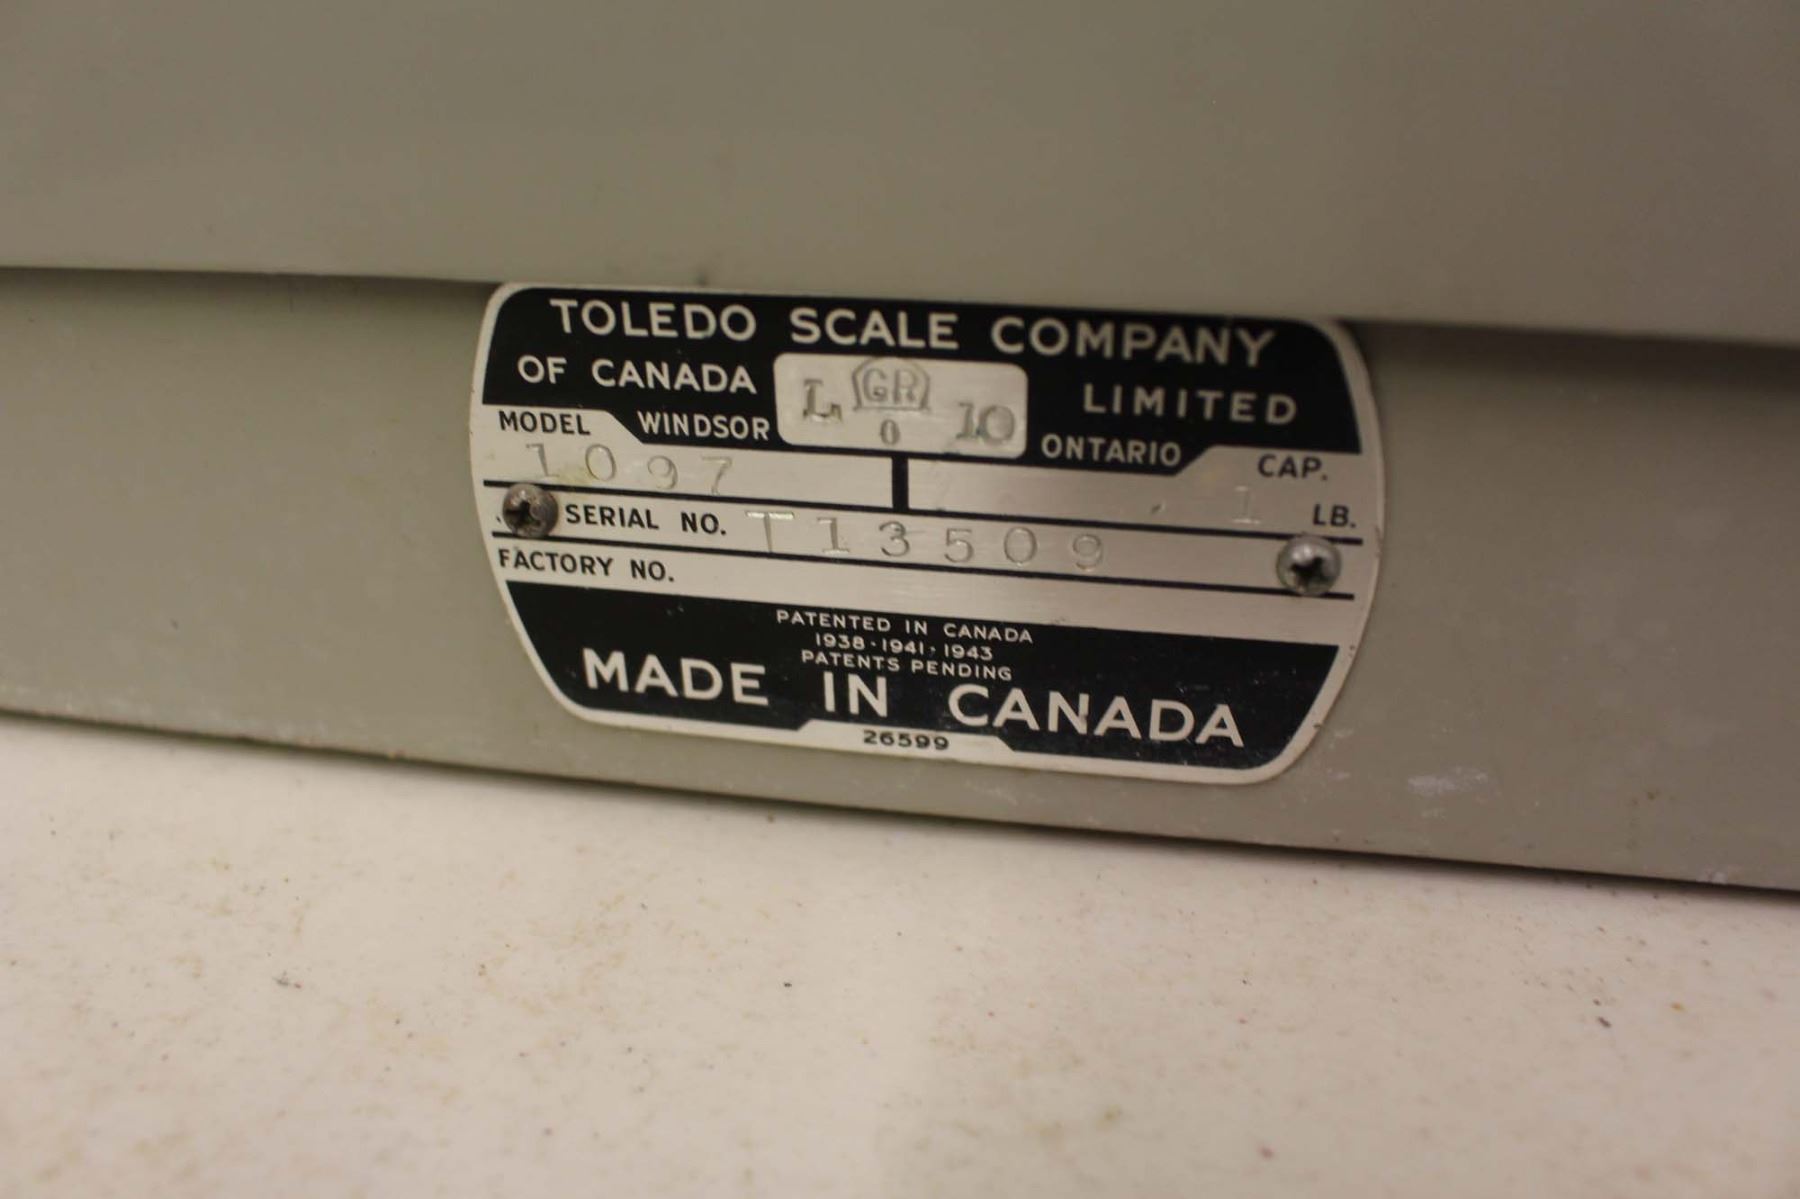 TOLEDO SCALE COMPANY
OF CANADA LIMITED
L GR 10
0
MODEL WINDSOR ONTARIO CAP.
1097 1 LB.
SERIAL NO. T13509
FACTORY NO.
PATENTED IN CANADA
1938-1941, 1943
PATENTS PENDING
MADE IN CANADA
26599